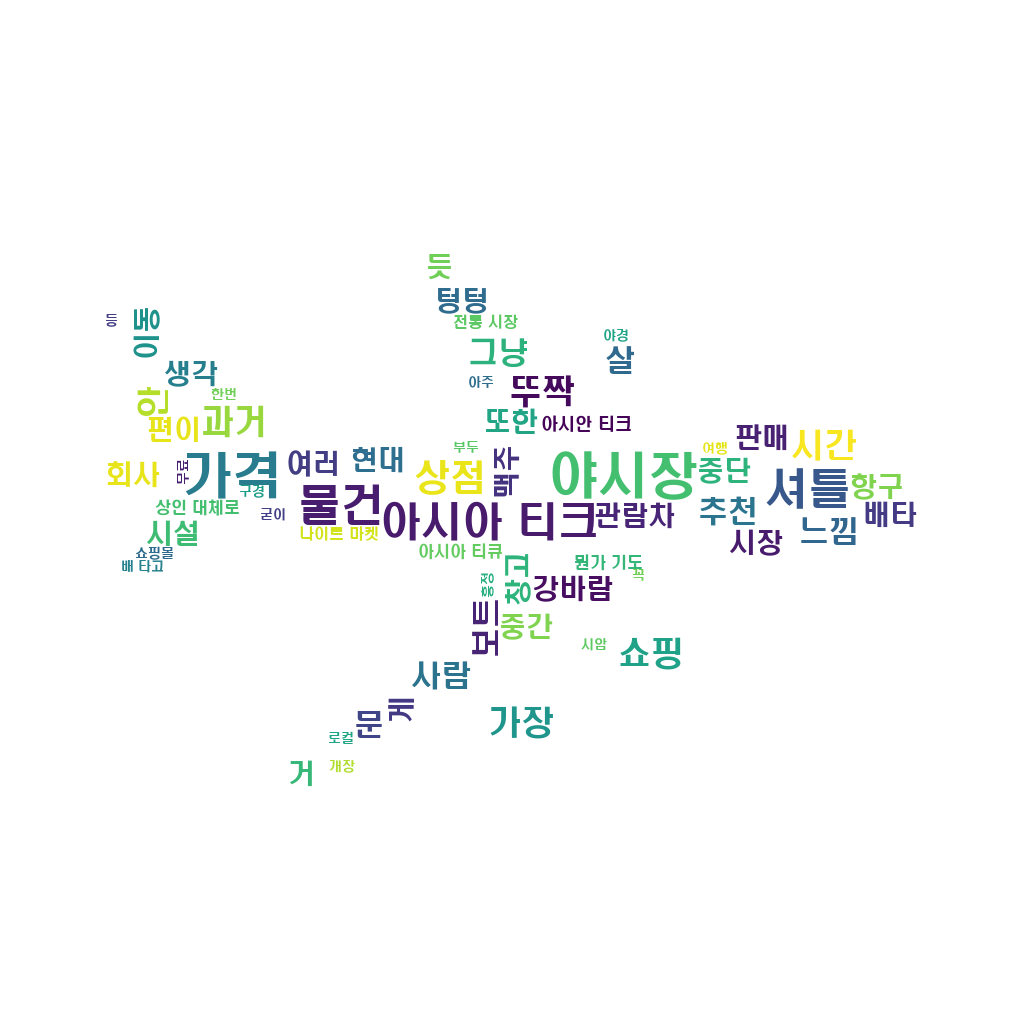 듯
텅텅
등
이동
전통 시장
야경
그냥
살
생각
아주
뚜짝
한번
안
과거
편이
또한
아시안 티크
판매
시간
여행
부두
회사
무료
가격
구경
여러
현대
상점
맥주
야시장
중단
셔틀
항구
물건
아시아 티크
관람차
추천
배타
상인 대체로
굳이
시설
나이트 마켓
시장
느낌
쇼핑몰
배 타고
아시아 티큐
뭔가 기도
꼭
흥정
창고
강바람
보트
중간
시암
쇼핑
사람
게
문
가장
로컬
거
개장